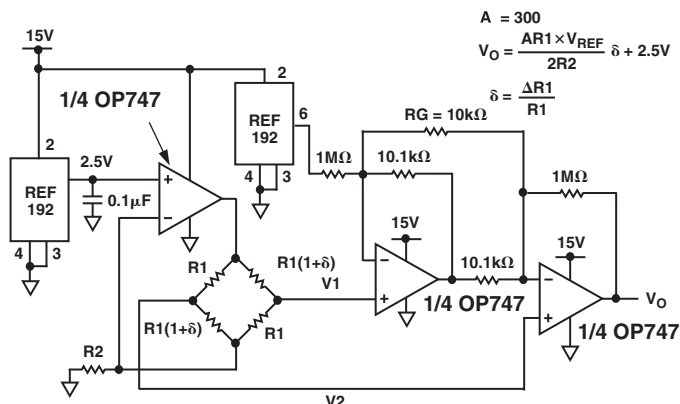 A = 300
15V
V_O = AR1 × V_REF / 2R2 δ + 2.5V
2
δ = ΔR1 / R1
1/4 OP747
REF 192
6
RG = 10kΩ
2
2.5V
4
3
1MΩ
10.1kΩ
1MΩ
REF 192
0.1μF
+
−
15V
15V
4
3
R1
R1(1+δ)
V1
−
+
10.1kΩ
−
+
V_O
1/4 OP747
1/4 OP747
R1(1+δ)
R1
R2
V2